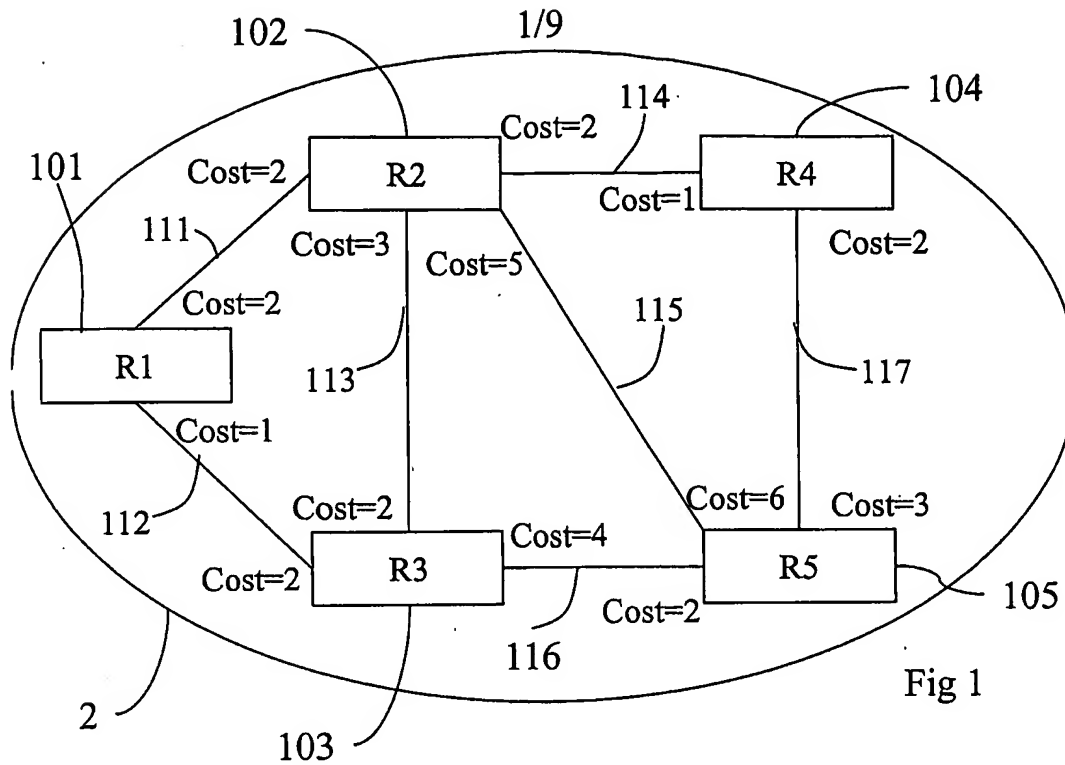 1/9
102
104
114
Cost=2
101
Cost=2
R2
R4
Cost=1
111
Cost=3
Cost=2
Cost=5
Cost=2
115
R1
113
117
Cost=1
112
Cost=2
Cost=6
Cost=3
Cost=4
Cost=2
R3
R5
Cost=2
105
116
Fig 1
2
103